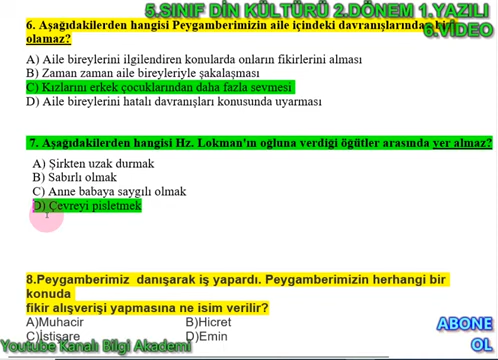 5.SINIF DİN KÜLTÜRÜ 2.DÖNEM 1.YAZILI
6.VİDEO
6. Aşağıdakilerden hangisi Peygamberimizin aile içindeki davranışlarından biri
olamaz?
A) Aile bireylerini ilgilendiren konularda onların fikirlerini alması
B) Zaman zaman aile bireyleriyle şakalaşması
C) Kızlarını erkek çocuklarından daha fazla sevmesi
D) Aile bireylerini hatalı davranışları konusunda uyarması
7. Aşağıdakilerden hangisi Hz. Lokman'ın oğluna verdiği öğütler arasında yer almaz?
A) Şirkten uzak durmak
B) Sabırlı olmak
C) Anne babaya saygılı olmak
D) Çevreyi pisletmek
8.Peygamberimiz danışarak iş yapardı. Peygamberimizin herhangi bir
konuda
fikir alışverişi yapmasına ne isim verilir?
A)Muhacir B)Hicret
C)İstişare D)Emin
Youtube Kanalı Bilgi Akademi
ABONE
OL